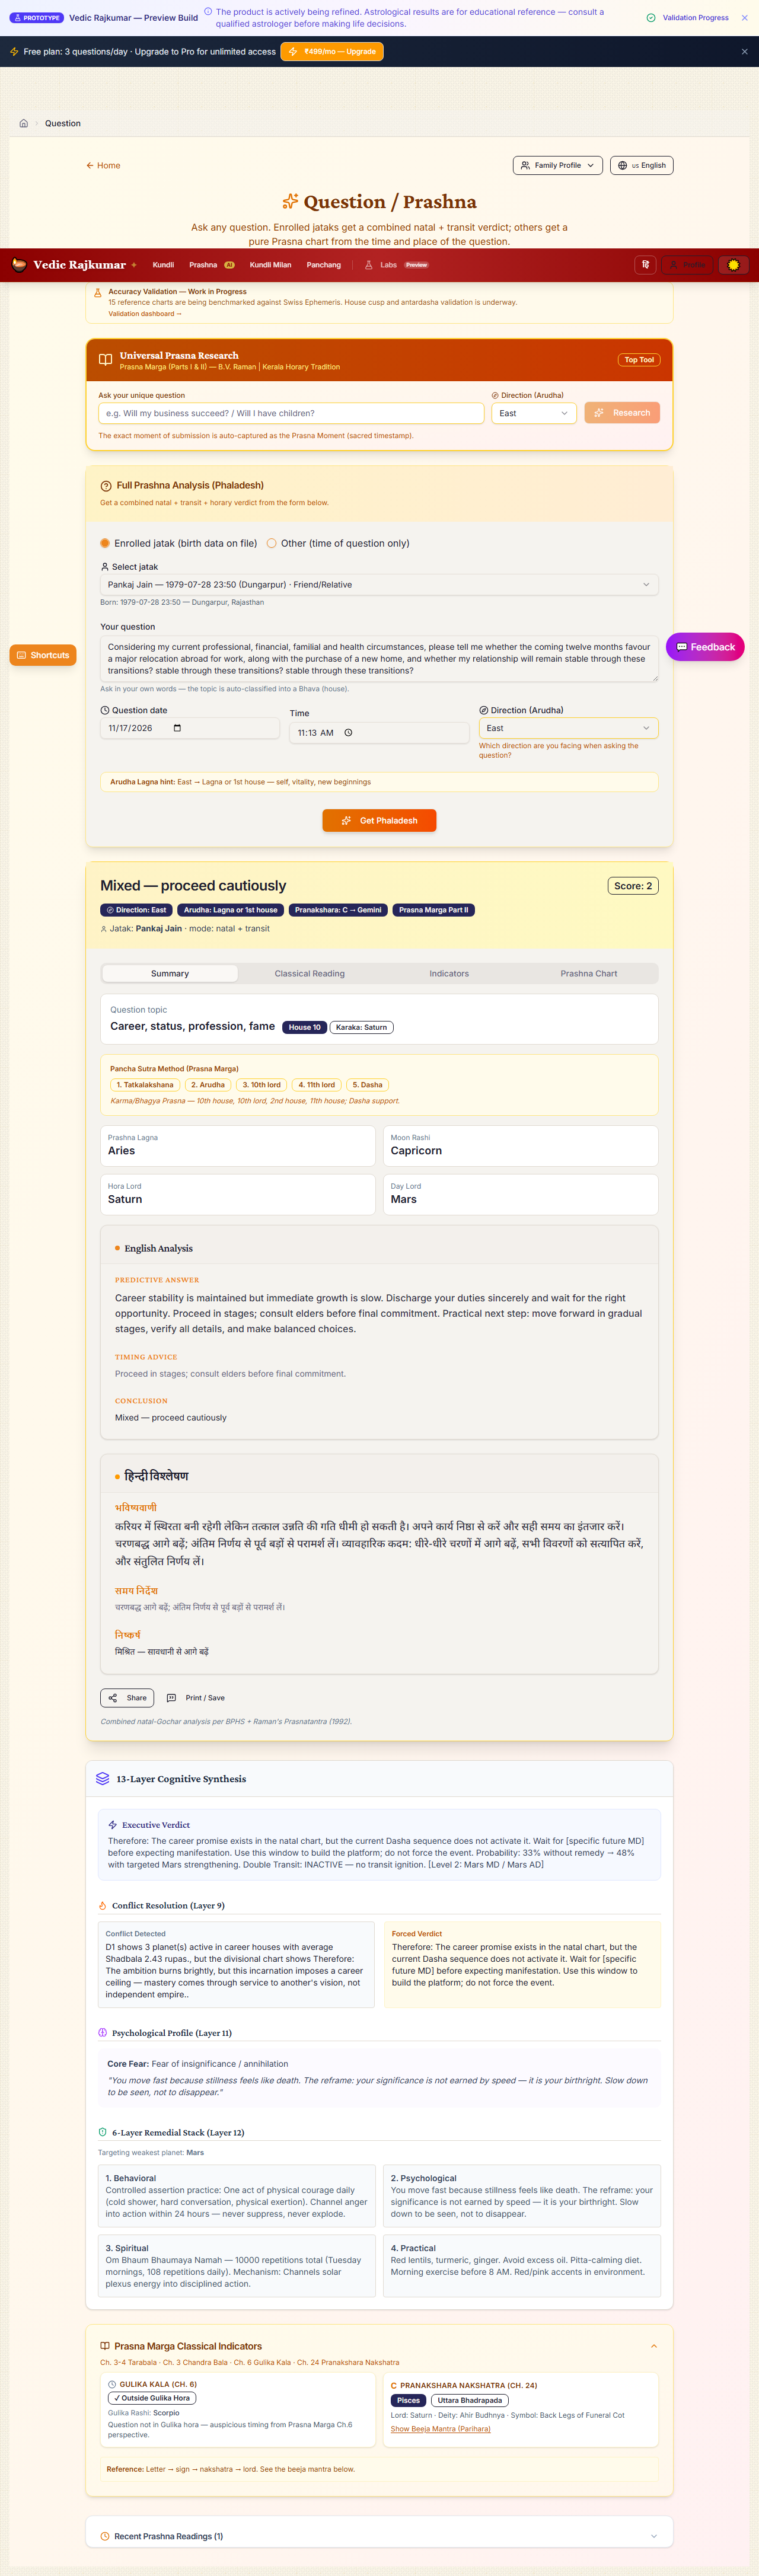 PROTOTYPE
Vedic Rajkumar — Preview Build
The product is actively being refined. Astrological results are for educational reference — consult a
qualified astrologer before making life decisions.
Validation Progress
Free plan: 3 questions/day · Upgrade to Pro for unlimited access
₹499/mo — Upgrade
Question
Home
Family Profile
US English
Question / Prashna
Ask any question. Enrolled jataks get a combined natal + transit verdict; others get a
pure Prasna chart from the time and place of the question.
Vedic Rajkumar
Kundli
Prashna AI
Kundli Milan
Panchang
Labs Preview
हिं
Profile
Accuracy Validation — Work in Progress
15 reference charts are being benchmarked against Swiss Ephemeris. House cusp and antardasha validation is underway.
Validation dashboard →
Universal Prasna Research
Prasna Marga (Parts I & II) — B.V. Raman | Kerala Horary Tradition
Top Tool
Ask your unique question
Direction (Arudha)
e.g. Will my business succeed? / Will I have children?
East
Research
The exact moment of submission is auto-captured as the Prasna Moment (sacred timestamp).
Full Prashna Analysis (Phaladesh)
Get a combined natal + transit + horary verdict from the form below.
Enrolled jatak (birth data on file)
Other (time of question only)
Select jatak
Pankaj Jain — 1979-07-28 23:50 (Dungarpur) · Friend/Relative
Born: 1979-07-28 23:50 — Dungarpur, Rajasthan
Your question
Considering my current professional, financial, familial and health circumstances, please tell me whether the coming twelve months favour
a major relocation abroad for work, along with the purchase of a new home, and whether my relationship will remain stable through these
transitions? stable through these transitions? stable through these transitions?
Ask in your own words — the topic is auto-classified into a Bhava (house).
Question date
Time
Direction (Arudha)
11/17/2026
11:13 AM
East
Which direction are you facing when asking the
question?
Arudha Lagna hint: East → Lagna or 1st house — self, vitality, new beginnings
Get Phaladesh
Shortcuts
Feedback
Mixed — proceed cautiously
Score: 2
Direction: East
Arudha: Lagna or 1st house
Pranakshara: C → Gemini
Prasna Marga Part II
Jatak: Pankaj Jain · mode: natal + transit
Summary
Classical Reading
Indicators
Prashna Chart
Question topic
Career, status, profession, fame
House 10
Karaka: Saturn
Pancha Sutra Method (Prasna Marga)
1. Tatkalakshana
2. Arudha
3. 10th lord
4. 11th lord
5. Dasha
Karma/Bhagya Prasna — 10th house, 10th lord, 2nd house, 11th house; Dasha support.
Prashna Lagna
Aries
Moon Rashi
Capricorn
Hora Lord
Saturn
Day Lord
Mars
English Analysis
PREDICTIVE ANSWER
Career stability is maintained but immediate growth is slow. Discharge your duties sincerely and wait for the right
opportunity. Proceed in stages; consult elders before final commitment. Practical next step: move forward in gradual
stages, verify all details, and make balanced choices.
TIMING ADVICE
Proceed in stages; consult elders before final commitment.
CONCLUSION
Mixed — proceed cautiously
हिन्दी विश्लेषण
भविष्यवाणी
करियर में स्थिरता बनी रहेगी लेकिन तत्काल उन्नति की गति धीमी हो सकती है। अपने कार्य निष्ठा से करें और सही समय का इंतजार करें।
चरणबद्ध आगे बढ़ें; अंतिम निर्णय से पूर्व बड़ों से परामर्श लें। व्यावहारिक कदम: धीरे-धीरे चरणों में आगे बढ़ें, सभी विवरणों को सत्यापित करें,
और संतुलित निर्णय लें।
समय निर्देश
चरणबद्ध आगे बढ़ें; अंतिम निर्णय से पूर्व बड़ों से परामर्श लें।
निष्कर्ष
मिश्रित — सावधानी से आगे बढ़ें
Share
Print / Save
Combined natal-Gochar analysis per BPHS + Raman's Prasnatantra (1992).
13-Layer Cognitive Synthesis
Executive Verdict
Therefore: The career promise exists in the natal chart, but the current Dasha sequence does not activate it. Wait for [specific future MD]
before expecting manifestation. Use this window to build the platform; do not force the event. Probability: 33% without remedy → 48%
with targeted Mars strengthening. Double Transit: INACTIVE — no transit ignition. [Level 2: Mars MD / Mars AD]
Conflict Resolution (Layer 9)
Conflict Detected
D1 shows 3 planet(s) active in career houses with average
Shadbala 2.43 rupas., but the divisional chart shows Therefore:
The ambition burns brightly, but this incarnation imposes a career
ceiling — mastery comes through service to another's vision, not
independent empire..
Forced Verdict
Therefore: The career promise exists in the natal chart, but the
current Dasha sequence does not activate it. Wait for [specific
future MD] before expecting manifestation. Use this window to
build the platform; do not force the event.
Psychological Profile (Layer 11)
Core Fear: Fear of insignificance / annihilation
"You move fast because stillness feels like death. The reframe: your significance is not earned by speed — it is your birthright. Slow down
to be seen, not to disappear."
6-Layer Remedial Stack (Layer 12)
Targeting weakest planet: Mars
1. Behavioral
Controlled assertion practice: One act of physical courage daily
(cold shower, hard conversation, physical exertion). Channel anger
into action within 24 hours — never suppress, never explode.
2. Psychological
You move fast because stillness feels like death. The reframe: your
significance is not earned by speed — it is your birthright. Slow
down to be seen, not to disappear.
3. Spiritual
Om Bhaum Bhaumaya Namah — 10000 repetitions total (Tuesday
mornings, 108 repetitions daily). Mechanism: Channels solar
plexus energy into disciplined action.
4. Practical
Red lentils, turmeric, ginger. Avoid excess oil. Pitta-calming diet.
Morning exercise before 8 AM. Red/pink accents in environment.
Prasna Marga Classical Indicators
Ch. 3-4 Tarabala · Ch. 3 Chandra Bala · Ch. 6 Gulika Kala · Ch. 24 Pranakshara Nakshatra
GULIKA KALA (CH. 6)
✓ Outside Gulika Hora
Gulika Rashi: Scorpio
Question not in Gulika hora — auspicious timing from Prasna Marga Ch.6
perspective.
C PRANAKSHARA NAKSHATRA (CH. 24)
Pisces
Uttara Bhadrapada
Lord: Saturn · Deity: Ahir Budhnya · Symbol: Back Legs of Funeral Cot
Show Beeja Mantra (Parihara)
Reference: Letter → sign → nakshatra → lord. See the beeja mantra below.
Recent Prashna Readings (1)